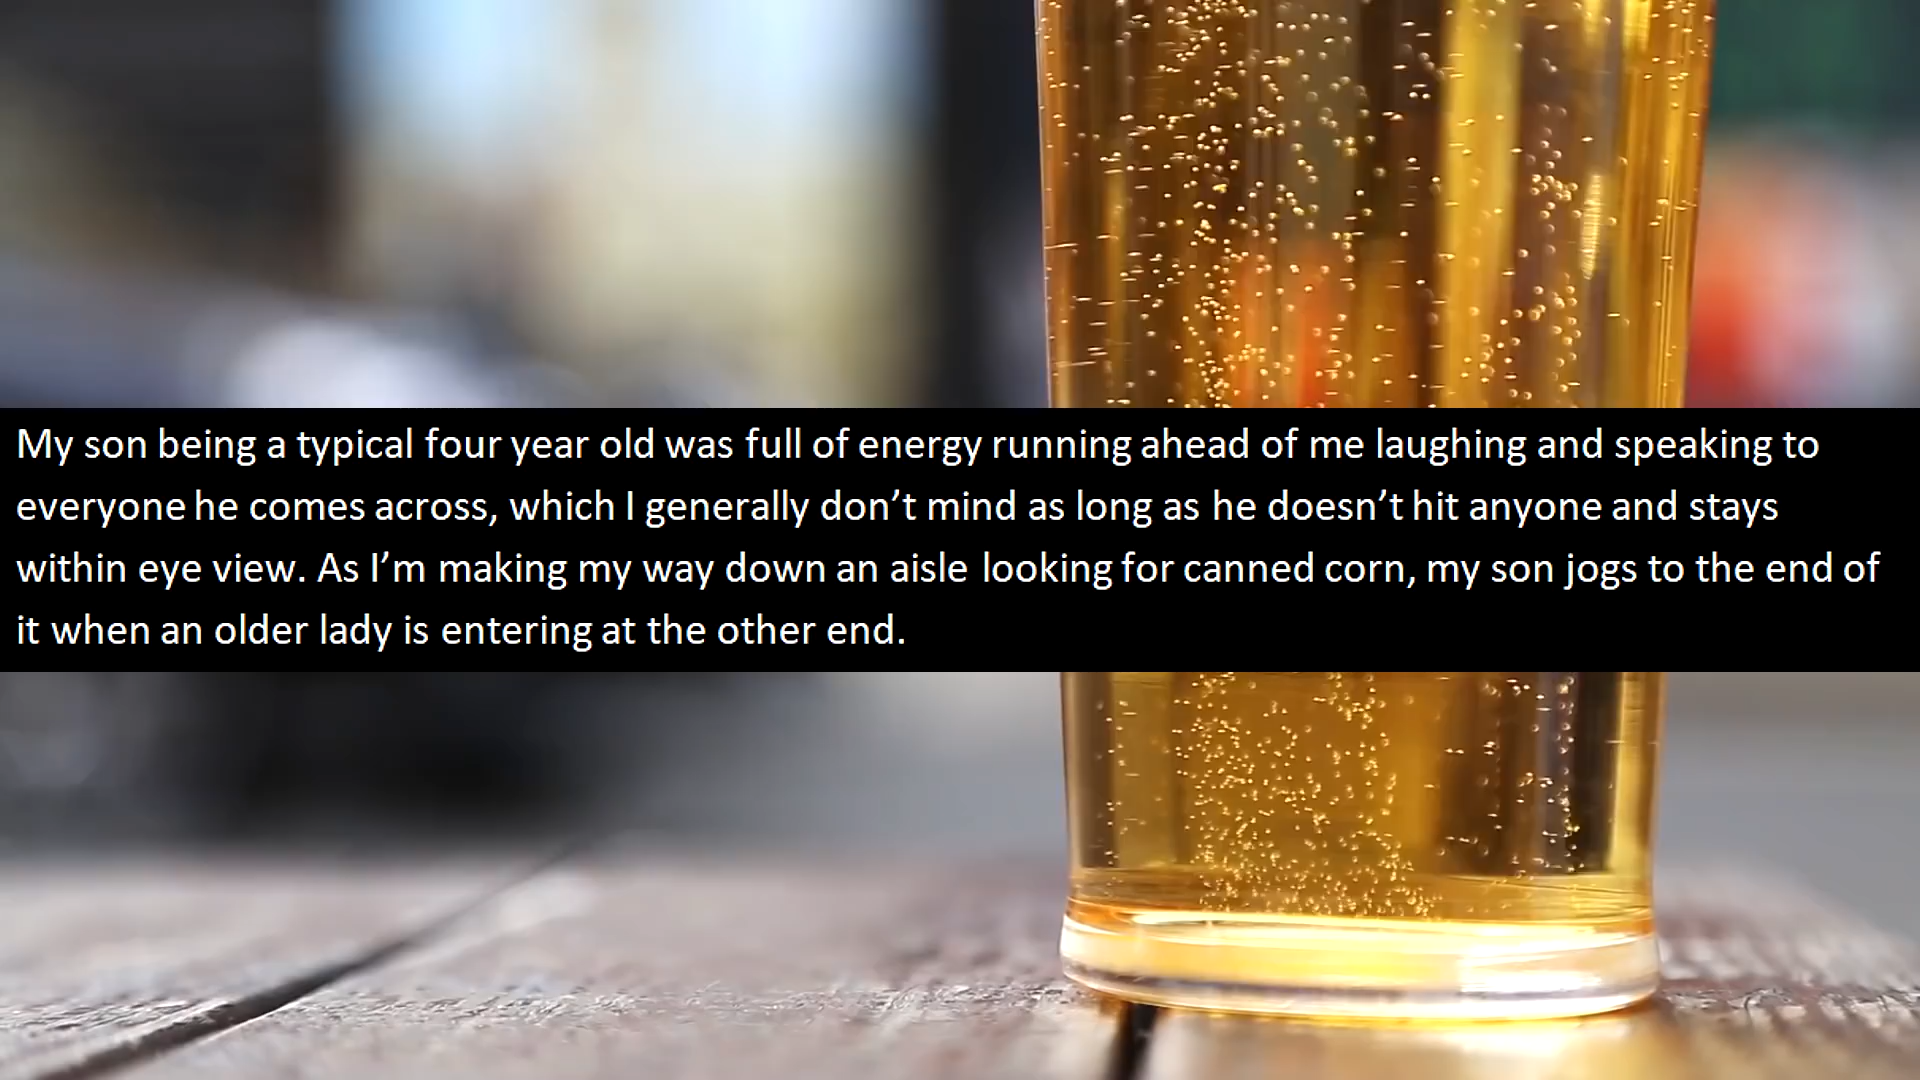 My son being a typical four year old was full of energy running ahead of me laughing and speaking to
everyone he comes across, which I generally don’t mind as long as he doesn’t hit anyone and stays
within eye view. As I’m making my way down an aisle looking for canned corn, my son jogs to the end of
it when an older lady is entering at the other end.